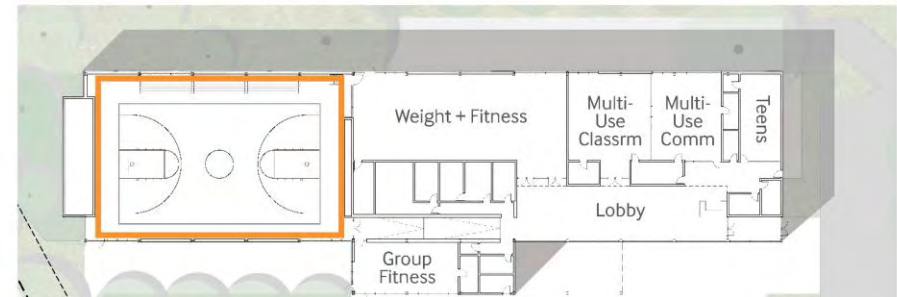 Weight + Fitness
Multi-
Use
Classrm
Multi-
Use
Comm
Teens
Lobby
Group
Fitness